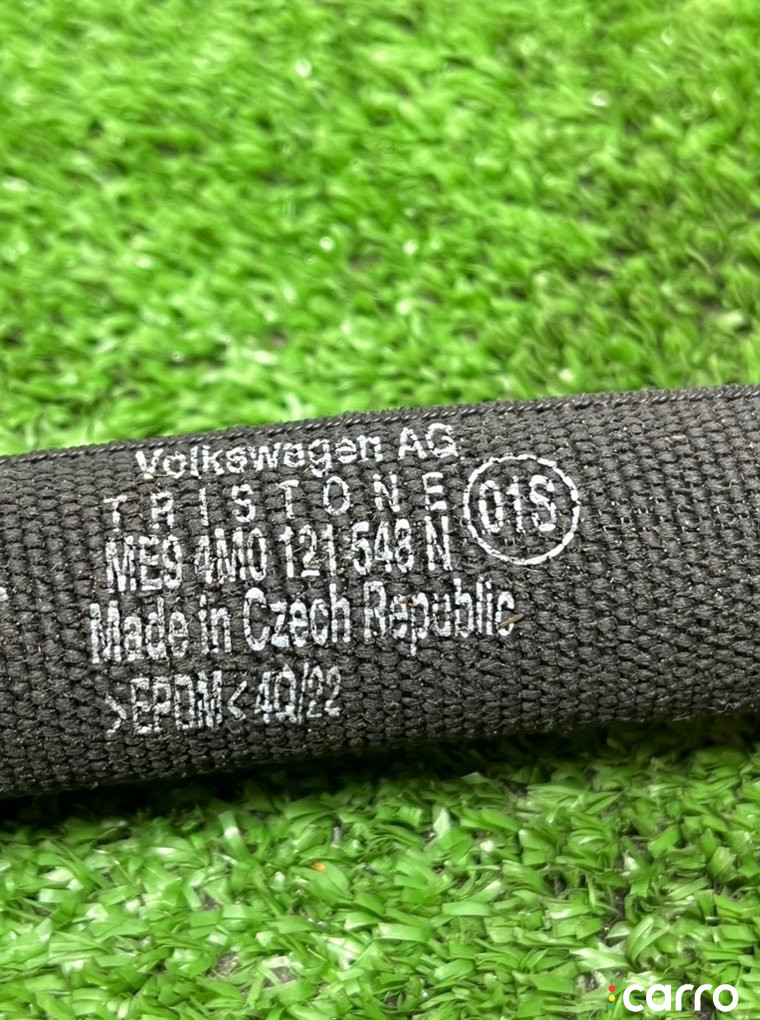 Volkswagen AG
TRISTONE
01S
ME9 4M0 121 548 N
Made in Czech Republic
>EPDM< 4Q/22
carro